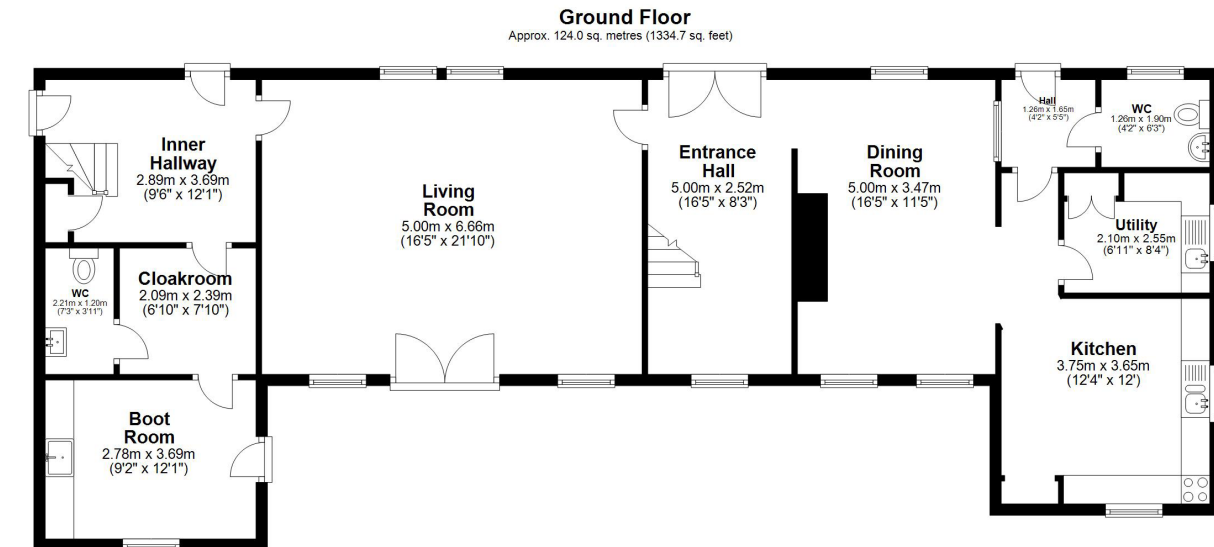 Ground Floor
Approx. 124.0 sq. metres (1334.7 sq. feet)
Inner
Hallway
2.89m x 3.69m
(9'6" x 12'1")
Living
Room
5.00m x 6.66m
(16'5" x 21'10")
Entrance
Hall
5.00m x 2.52m
(16'5" x 8'3")
Dining
Room
5.00m x 3.47m
(16'5" x 11'5")
Hall
1.26m x 1.65m
(4'2" x 5'5")
WC
1.26m x 1.90m
(4'2" x 6'3")
Utility
2.10m x 2.55m
(6'11" x 8'4")
WC
2.21m x 1.20m
(7'3" x 3'11")
Cloakroom
2.09m x 2.39m
(6'10" x 7'10")
Kitchen
3.75m x 3.65m
(12'4" x 12')
Boot
Room
2.78m x 3.69m
(9'2" x 12'1")